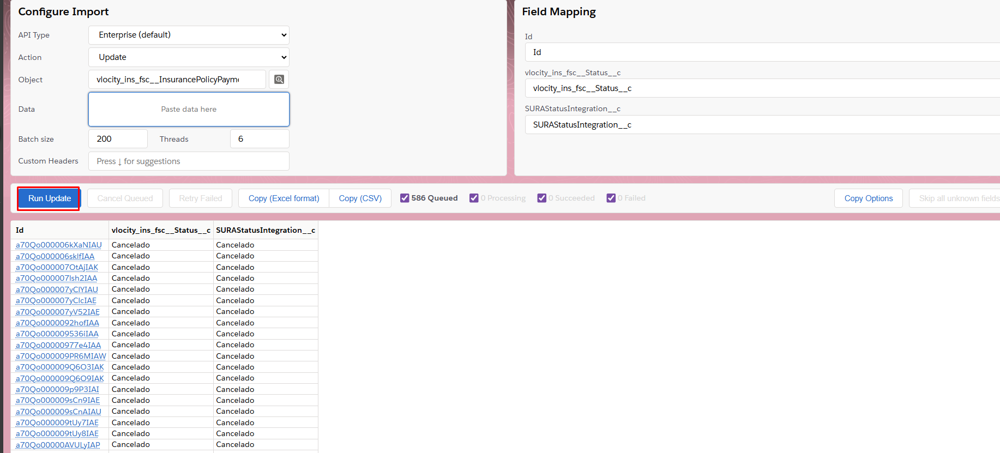 Configure Import
API Type
Enterprise (default)
Action
Update
Object
vlocity_ins_fsc__InsurancePolicyPayme
Data
Paste data here
Batch size
200
Threads
6
Custom Headers
Press ↓ for suggestions
Field Mapping
Id
Id
vlocity_ins_fsc__Status__c
vlocity_ins_fsc__Status__c
SURAStatusIntegration__c
SURAStatusIntegration__c
Run Update Cancel Queued Retry Failed Copy (Excel format) Copy (CSV) 586 Queued 0 Processing 0 Succeeded 0 Failed Copy Options Skip all unknown fields
Id vlocity_ins_fsc__Status__c SURAStatusIntegration__c
a70Qo000006kXaNIAU Cancelado Cancelado
a70Qo000006sklfIAA Cancelado Cancelado
a70Qo000007OtAjIAK Cancelado Cancelado
a70Qo000007lsh2IAA Cancelado Cancelado
a70Qo000007yClYIAU Cancelado Cancelado
a70Qo000007yClcIAE Cancelado Cancelado
a70Qo000007yV52IAE Cancelado Cancelado
a70Qo0000092hofIAA Cancelado Cancelado
a70Qo000009536iIAA Cancelado Cancelado
a70Qo00000977e4IAA Cancelado Cancelado
a70Qo000009PR6MIAW Cancelado Cancelado
a70Qo000009Q6O3IAK Cancelado Cancelado
a70Qo000009Q6O9IAK Cancelado Cancelado
a70Qo000009p9P3IAI Cancelado Cancelado
a70Qo000009sCn9IAE Cancelado Cancelado
a70Qo000009sCnAIAU Cancelado Cancelado
a70Qo000009tUy7IAE Cancelado Cancelado
a70Qo000009tUy8IAE Cancelado Cancelado
a70Qo00000AVULyIAP Cancelado Cancelado